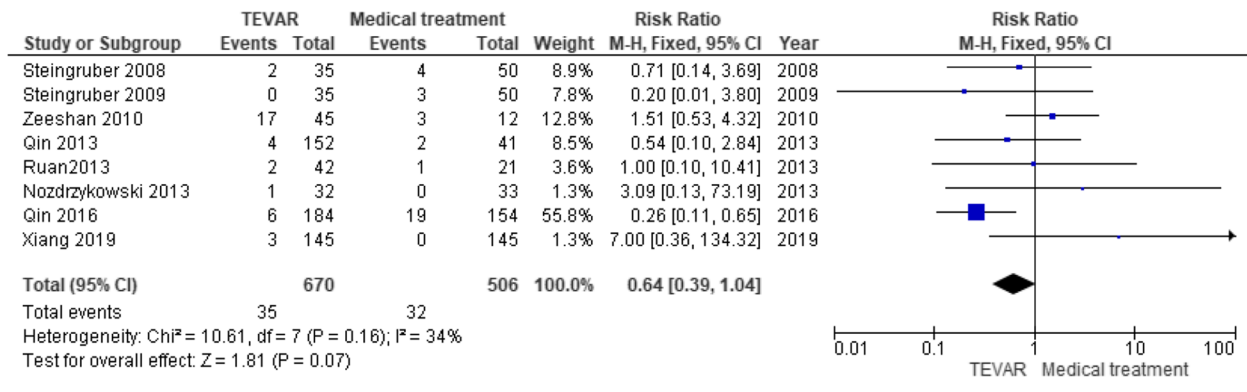 TEVAR Medical treatment Risk Ratio Risk Ratio
Study or Subgroup Events Total Events Total Weight M-H, Fixed, 95% CI Year M-H, Fixed, 95% CI
Steingruber 2008 2 35 4 50 8.9% 0.71 [0.14, 3.69] 2008
Steingruber 2009 0 35 3 50 7.8% 0.20 [0.01, 3.80] 2009
Zeeshan 2010 17 45 3 12 12.8% 1.51 [0.53, 4.32] 2010
Qin 2013 4 152 2 41 8.5% 0.54 [0.10, 2.84] 2013
Ruan2013 2 42 1 21 3.6% 1.00 [0.10, 10.41] 2013
Nozdrzykowski 2013 1 32 0 33 1.3% 3.09 [0.13, 73.19] 2013
Qin 2016 6 184 19 154 55.8% 0.26 [0.11, 0.65] 2016
Xiang 2019 3 145 0 145 1.3% 7.00 [0.36, 134.32] 2019
Total (95% CI) 670 506 100.0% 0.64 [0.39, 1.04]
Total events 35 32
Heterogeneity: Chi² = 10.61, df = 7 (P = 0.16); I² = 34%
Test for overall effect: Z = 1.81 (P = 0.07)
0.01 0.1 1 10 100
TEVAR Medical treatment